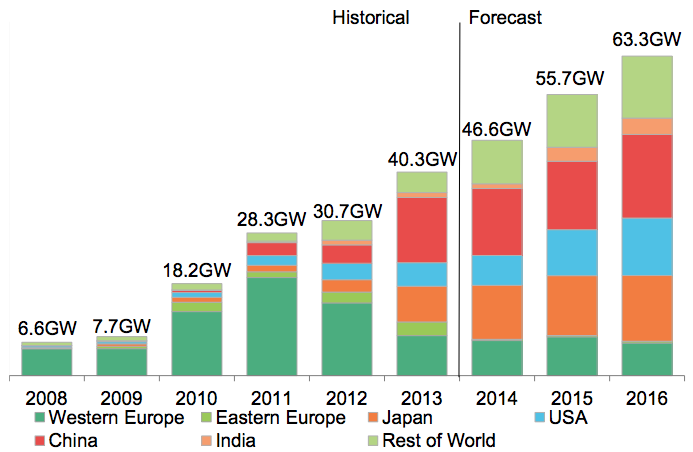 Historical Forecast
63.3GW
55.7GW
46.6GW
40.3GW
30.7GW
28.3GW
18.2GW
6.6GW 7.7GW
2008 2009 2010 2011 2012 2013 2014 2015 2016
Western Europe Eastern Europe Japan USA
China India Rest of World